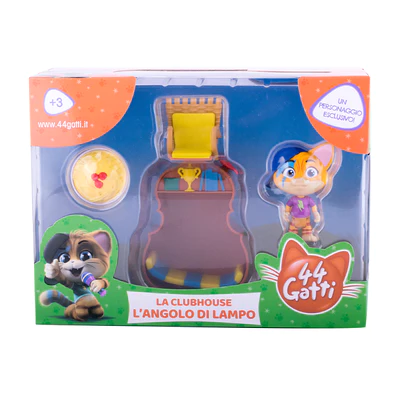 +3
www.44gatti.it
UN
PERSONAGGIO
ESCLUSIVO!
44
Gatti
LA CLUBHOUSE
L'ANGOLO DI LAMPO